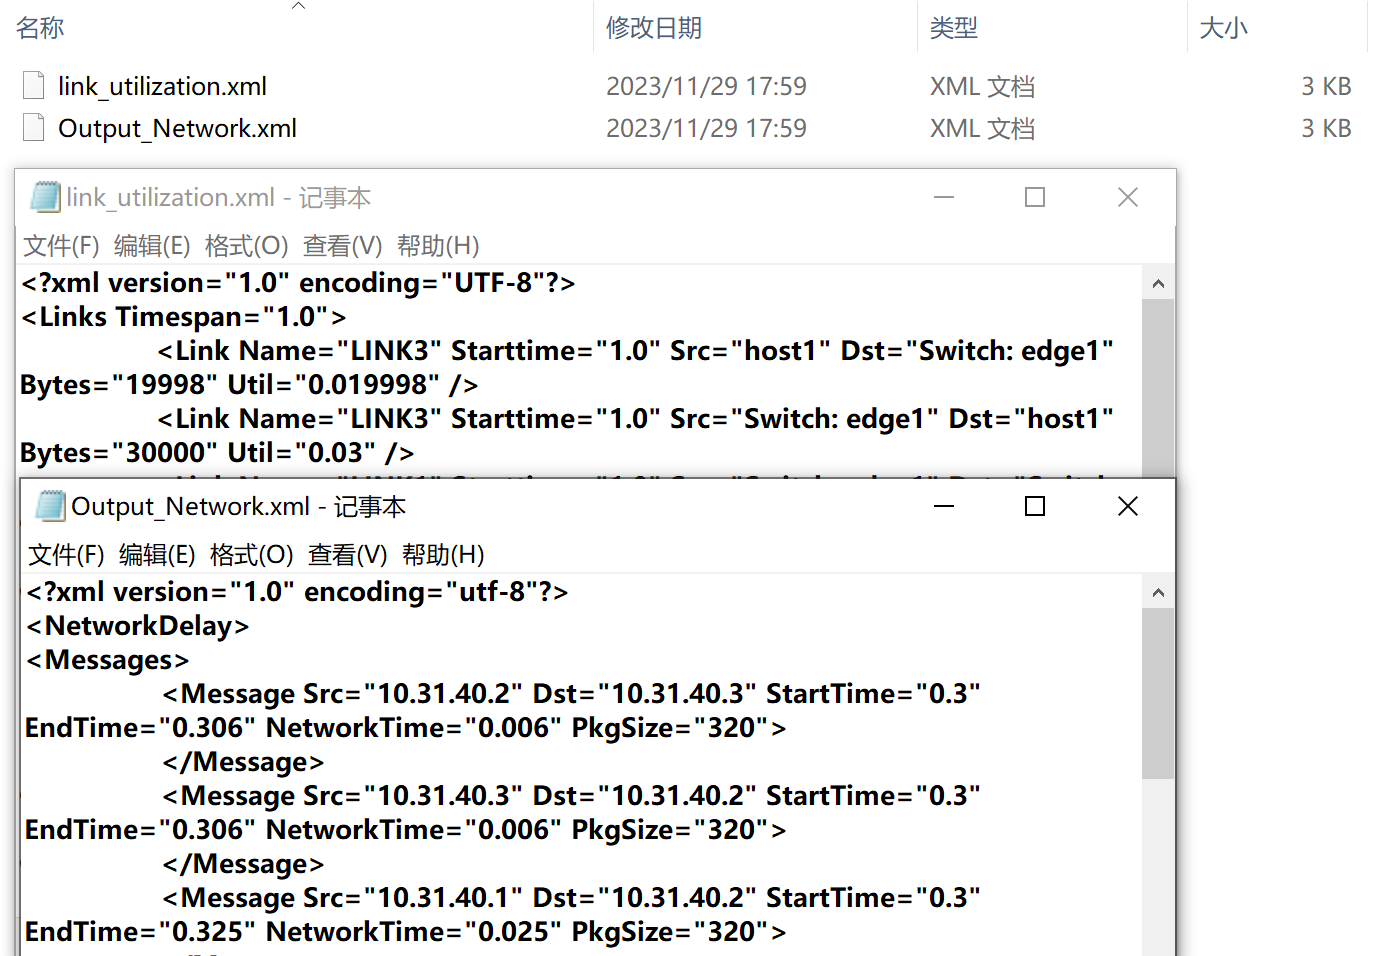 名称 修改日期 类型 大小
link_utilization.xml 2023/11/29 17:59 XML 文档 3 KB
Output_Network.xml 2023/11/29 17:59 XML 文档 3 KB
link_utilization.xml - 记事本
文件(F) 编辑(E) 格式(O) 查看(V) 帮助(H)
<?xml version="1.0" encoding="UTF-8"?>
<Links Timespan="1.0">
<Link Name="LINK3" Starttime="1.0" Src="host1" Dst="Switch: edge1"
Bytes="19998" Util="0.019998" />
<Link Name="LINK3" Starttime="1.0" Src="Switch: edge1" Dst="host1"
Bytes="30000" Util="0.03" />
Output_Network.xml - 记事本
文件(F) 编辑(E) 格式(O) 查看(V) 帮助(H)
<?xml version="1.0" encoding="utf-8"?>
<NetworkDelay>
<Messages>
<Message Src="10.31.40.2" Dst="10.31.40.3" StartTime="0.3"
EndTime="0.306" NetworkTime="0.006" PkgSize="320">
</Message>
<Message Src="10.31.40.3" Dst="10.31.40.2" StartTime="0.3"
EndTime="0.306" NetworkTime="0.006" PkgSize="320">
</Message>
<Message Src="10.31.40.1" Dst="10.31.40.2" StartTime="0.3"
EndTime="0.325" NetworkTime="0.025" PkgSize="320">